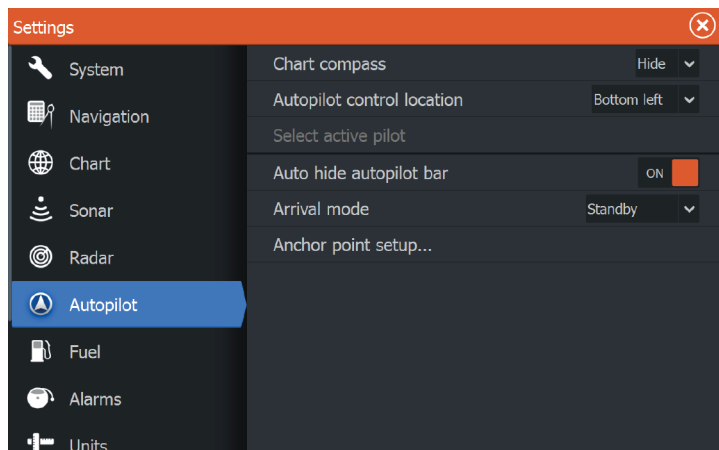 Settings
System
Navigation
Chart
Sonar
Radar
Autopilot
Fuel
Alarms
Units
Chart compass Hide
Autopilot control location Bottom left
Select active pilot
Auto hide autopilot bar ON
Arrival mode Standby
Anchor point setup...